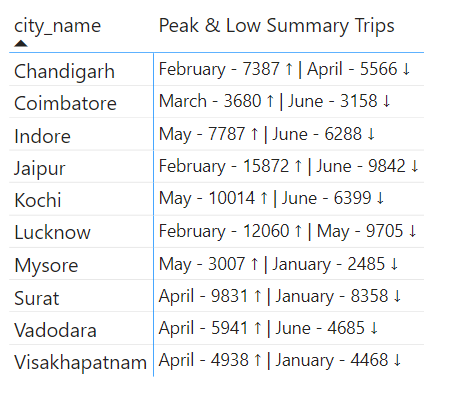 city_name Peak & Low Summary Trips
Chandigarh February - 7387 ↑ | April - 5566 ↓
Coimbatore March - 3680 ↑ | June - 3158 ↓
Indore May - 7787 ↑ | June - 6288 ↓
Jaipur February - 15872 ↑ | June - 9842 ↓
Kochi May - 10014 ↑ | June - 6399 ↓
Lucknow February - 12060 ↑ | May - 9705 ↓
Mysore May - 3007 ↑ | January - 2485 ↓
Surat April - 9831 ↑ | January - 8358 ↓
Vadodara April - 5941 ↑ | June - 4685 ↓
Visakhapatnam April - 4938 ↑ | January - 4468 ↓